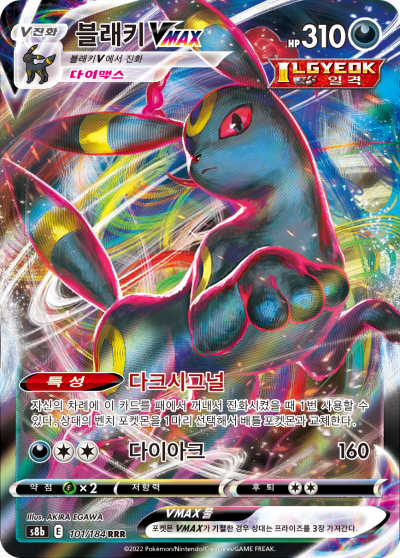 V진화 블래키 VMAX HP 310
블래키V에서 진화
다이맥스
ILGYEOK
일격
특성 다크시그널
자신의 차례에 이 카드를 패에서 꺼내서 진화시켰을 때 1번 사용할 수
있다. 상대의 벤치 포켓몬을 1마리 선택해서 배틀 포켓몬과 교체한다.
다이아크 160
약점 ×2 저항력 후퇴
Illus. AKIRA EGAWA
s8b E 101/184 RRR
VMAX 룰
포켓몬 VMAX가 기절한 경우 상대는 프라이즈를 3장 가져간다.
©2022 Pokémon/Nintendo/Creatures/GAME FREAK.